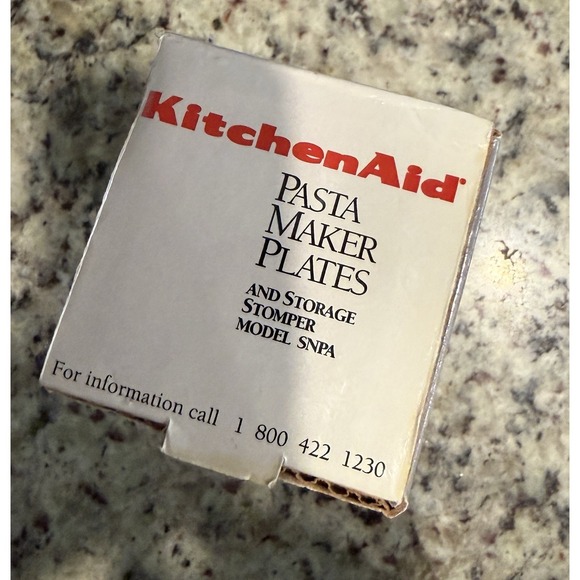 KitchenAid®
PASTA
MAKER
PLATES
AND STORAGE
STOMPER
MODEL SNPA
For information call 1 800 422 1230